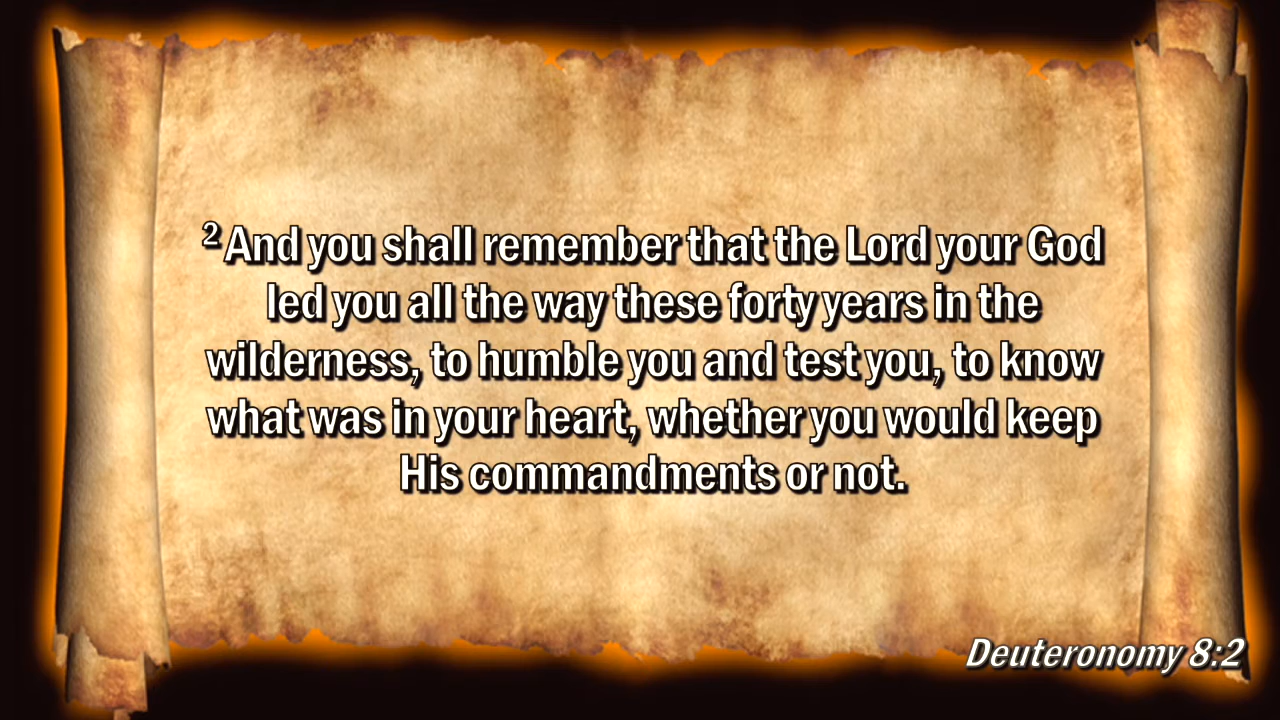 ² And you shall remember that the Lord your God
led you all the way these forty years in the
wilderness, to humble you and test you, to know
what was in your heart, whether you would keep
His commandments or not.
Deuteronomy 8:2